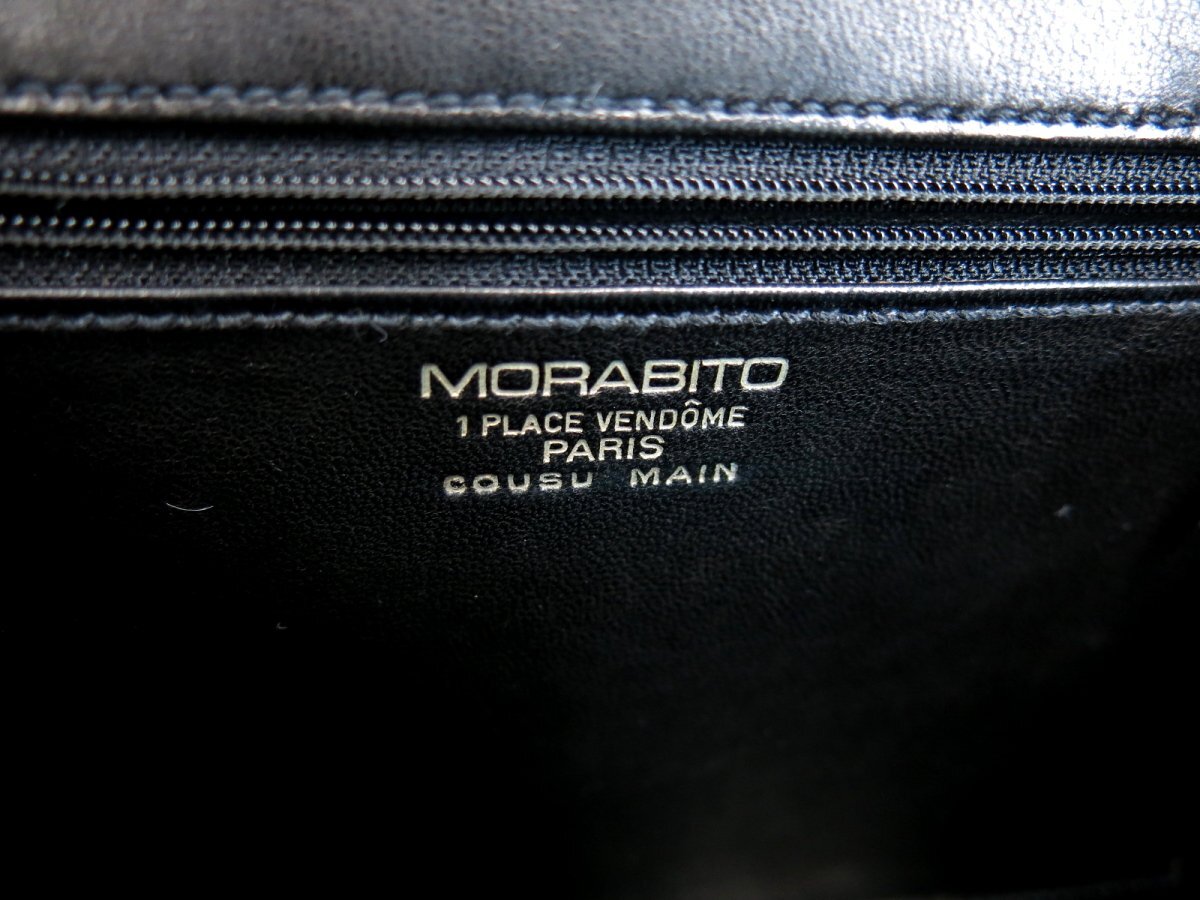 MORABITO
1 PLACE VENDÔME
PARIS
COUSU MAIN